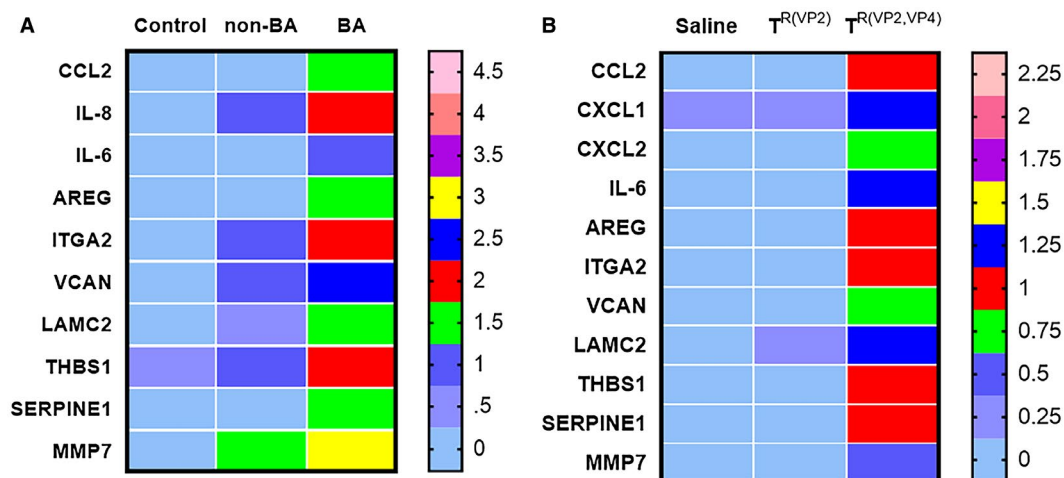 A
Control non-BA BA
CCL2
IL-8
IL-6
AREG
ITGA2
VCAN
LAMC2
THBS1
SERPINE1
MMP7
4.5
4
3.5
3
2.5
2
1.5
1
.5
0
B
Saline T^R(VP2) T^R(VP2,VP4)
CCL2
CXCL1
CXCL2
IL-6
AREG
ITGA2
VCAN
LAMC2
THBS1
SERPINE1
MMP7
2.25
2
1.75
1.5
1.25
1
0.75
0.5
0.25
0